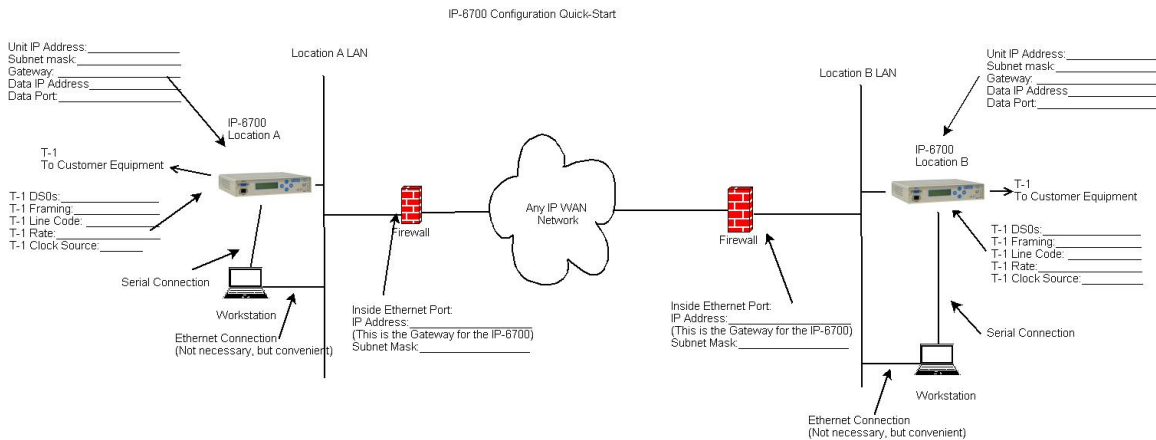 IP-6700 Configuration Quick-Start
Unit IP Address:
Subnet mask:
Gateway:
Data IP Address
Data Port:
Location A LAN
IP-6700
Location A
T-1
To Customer Equipment
T-1 DS0s:
T-1 Framing:
T-1 Line Code:
T-1 Rate:
T-1 Clock Source:
Serial Connection
Workstation
Ethernet Connection
(Not necessary, but convenient)
Firewall
Inside Ethernet Port:
IP Address:
(This is the Gateway for the IP-6700)
Subnet Mask:
Any IP WAN
Network
Firewall
Inside Ethernet Port:
IP Address:
(This is the Gateway for the IP-6700)
Subnet Mask:
Location B LAN
Unit IP Address:
Subnet mask:
Gateway:
Data IP Address
Data Port:
IP-6700
Location B
T-1
To Customer Equipment
T-1 DS0s:
T-1 Framing:
T-1 Line Code:
T-1 Rate:
T-1 Clock Source:
Serial Connection
Workstation
Ethernet Connection
(Not necessary, but convenient)